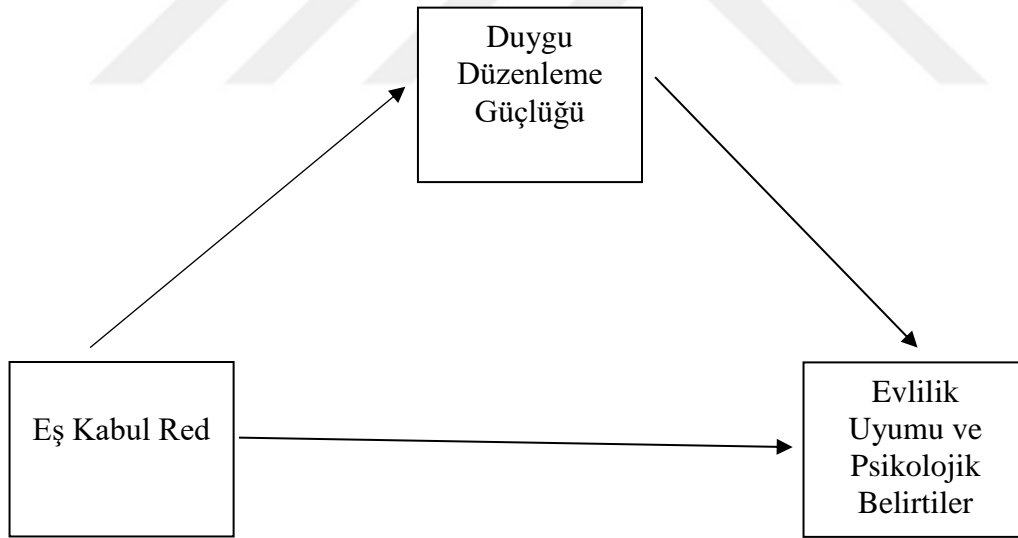 Duygu
Düzenleme
Güçlüğü
Eş Kabul Red
Evlilik
Uyumu ve
Psikolojik
Belirtiler